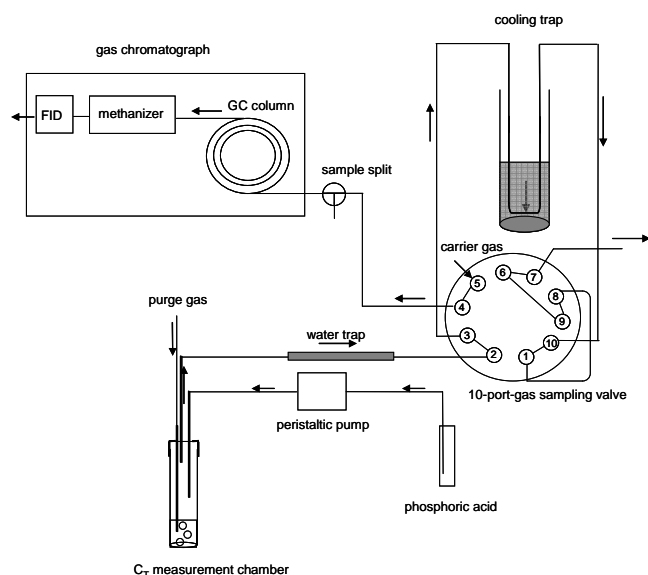 cooling trap
gas chromatograph
FID
methanizer
GC column
sample split
carrier gas
6
7
5
8
4
9
3
10
2
1
purge gas
water trap
10-port-gas sampling valve
peristaltic pump
phosphoric acid
C_T measurement chamber